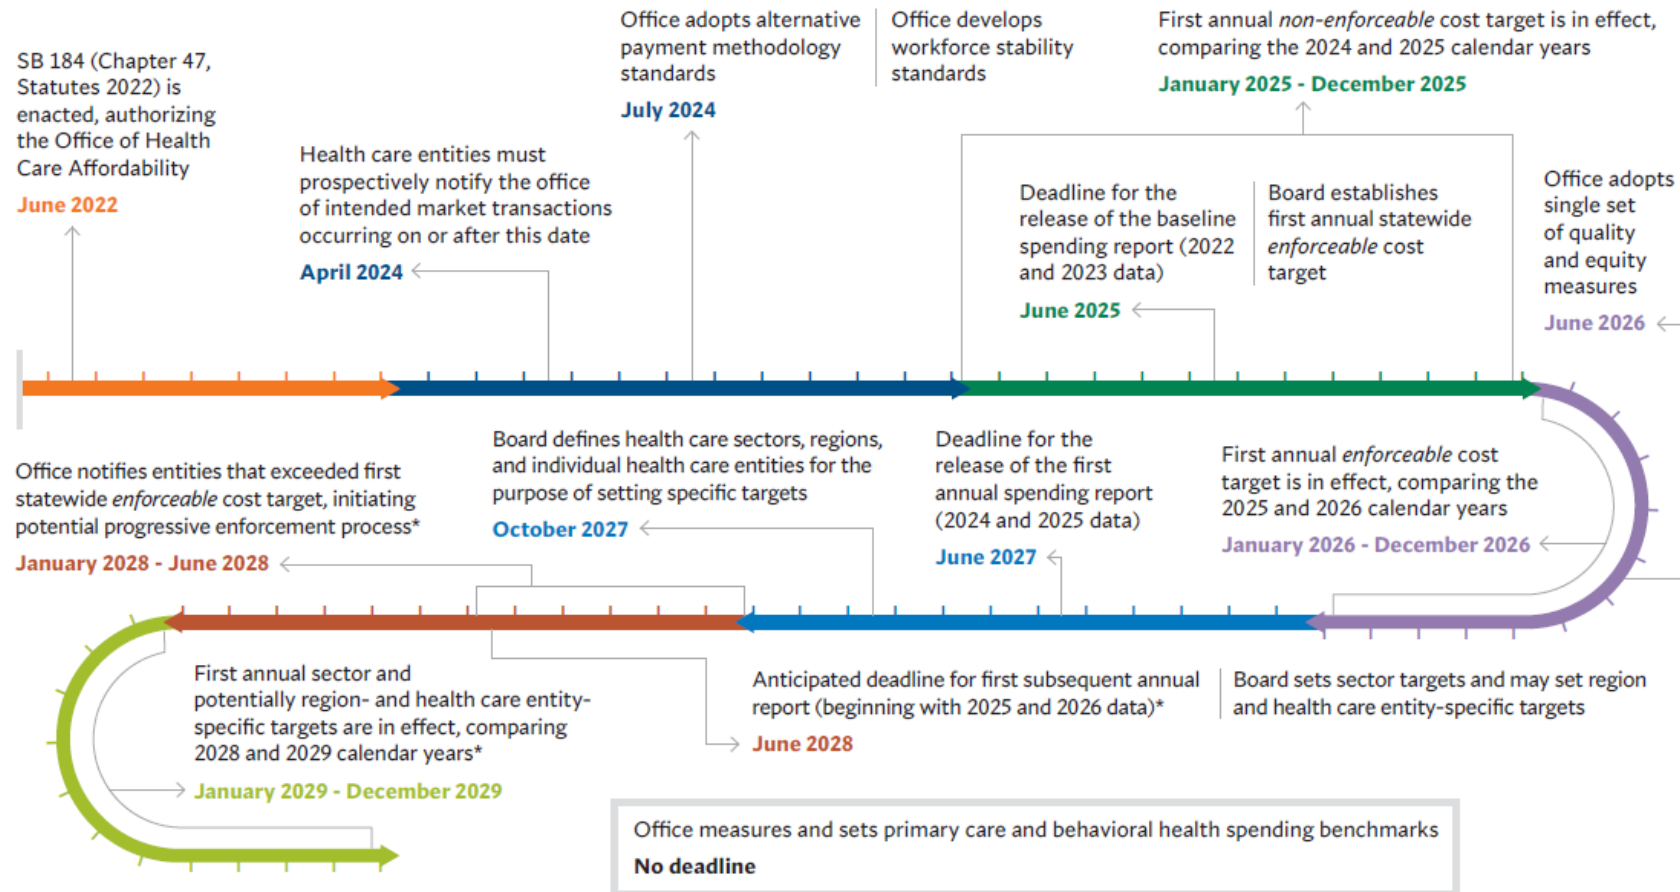 SB 184 (Chapter 47,
Statutes 2022) is
enacted, authorizing
the Office of Health
Care Affordability
June 2022
Health care entities must
prospectively notify the office
of intended market transactions
occurring on or after this date
April 2024
Office adopts alternative
payment methodology
standards
Office develops
workforce stability
standards
July 2024
First annual non-enforceable cost target is in effect,
comparing the 2024 and 2025 calendar years
January 2025 - December 2025
Deadline for the
release of the baseline
spending report (2022
and 2023 data)
Board establishes
first annual statewide
enforceable cost
target
June 2025
Office adopts
single set
of quality
and equity
measures
June 2026
First annual enforceable cost
target is in effect, comparing the
2025 and 2026 calendar years
January 2026 - December 2026
Deadline for the
release of the first
annual spending report
(2024 and 2025 data)
June 2027
Board defines health care sectors, regions,
and individual health care entities for the
purpose of setting specific targets
October 2027
Office notifies entities that exceeded first
statewide enforceable cost target, initiating
potential progressive enforcement process*
January 2028 - June 2028
Anticipated deadline for first subsequent annual
report (beginning with 2025 and 2026 data)*
Board sets sector targets and may set region
and health care entity-specific targets
June 2028
First annual sector and
potentially region- and health care entity-
specific targets are in effect, comparing
2028 and 2029 calendar years*
January 2029 - December 2029
Office measures and sets primary care and behavioral health spending benchmarks
No deadline